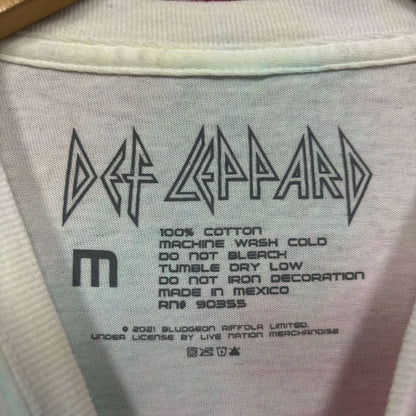 DEF LEPPARD
M
100% COTTON
MACHINE WASH COLD
DO NOT BLEACH
TUMBLE DRY LOW
DO NOT IRON DECORATION
MADE IN MEXICO
RN# 90355
© 2021 BLUDGEON RIFFOLA LIMITED.
UNDER LICENSE BY LIVE NATION MERCHANDISE